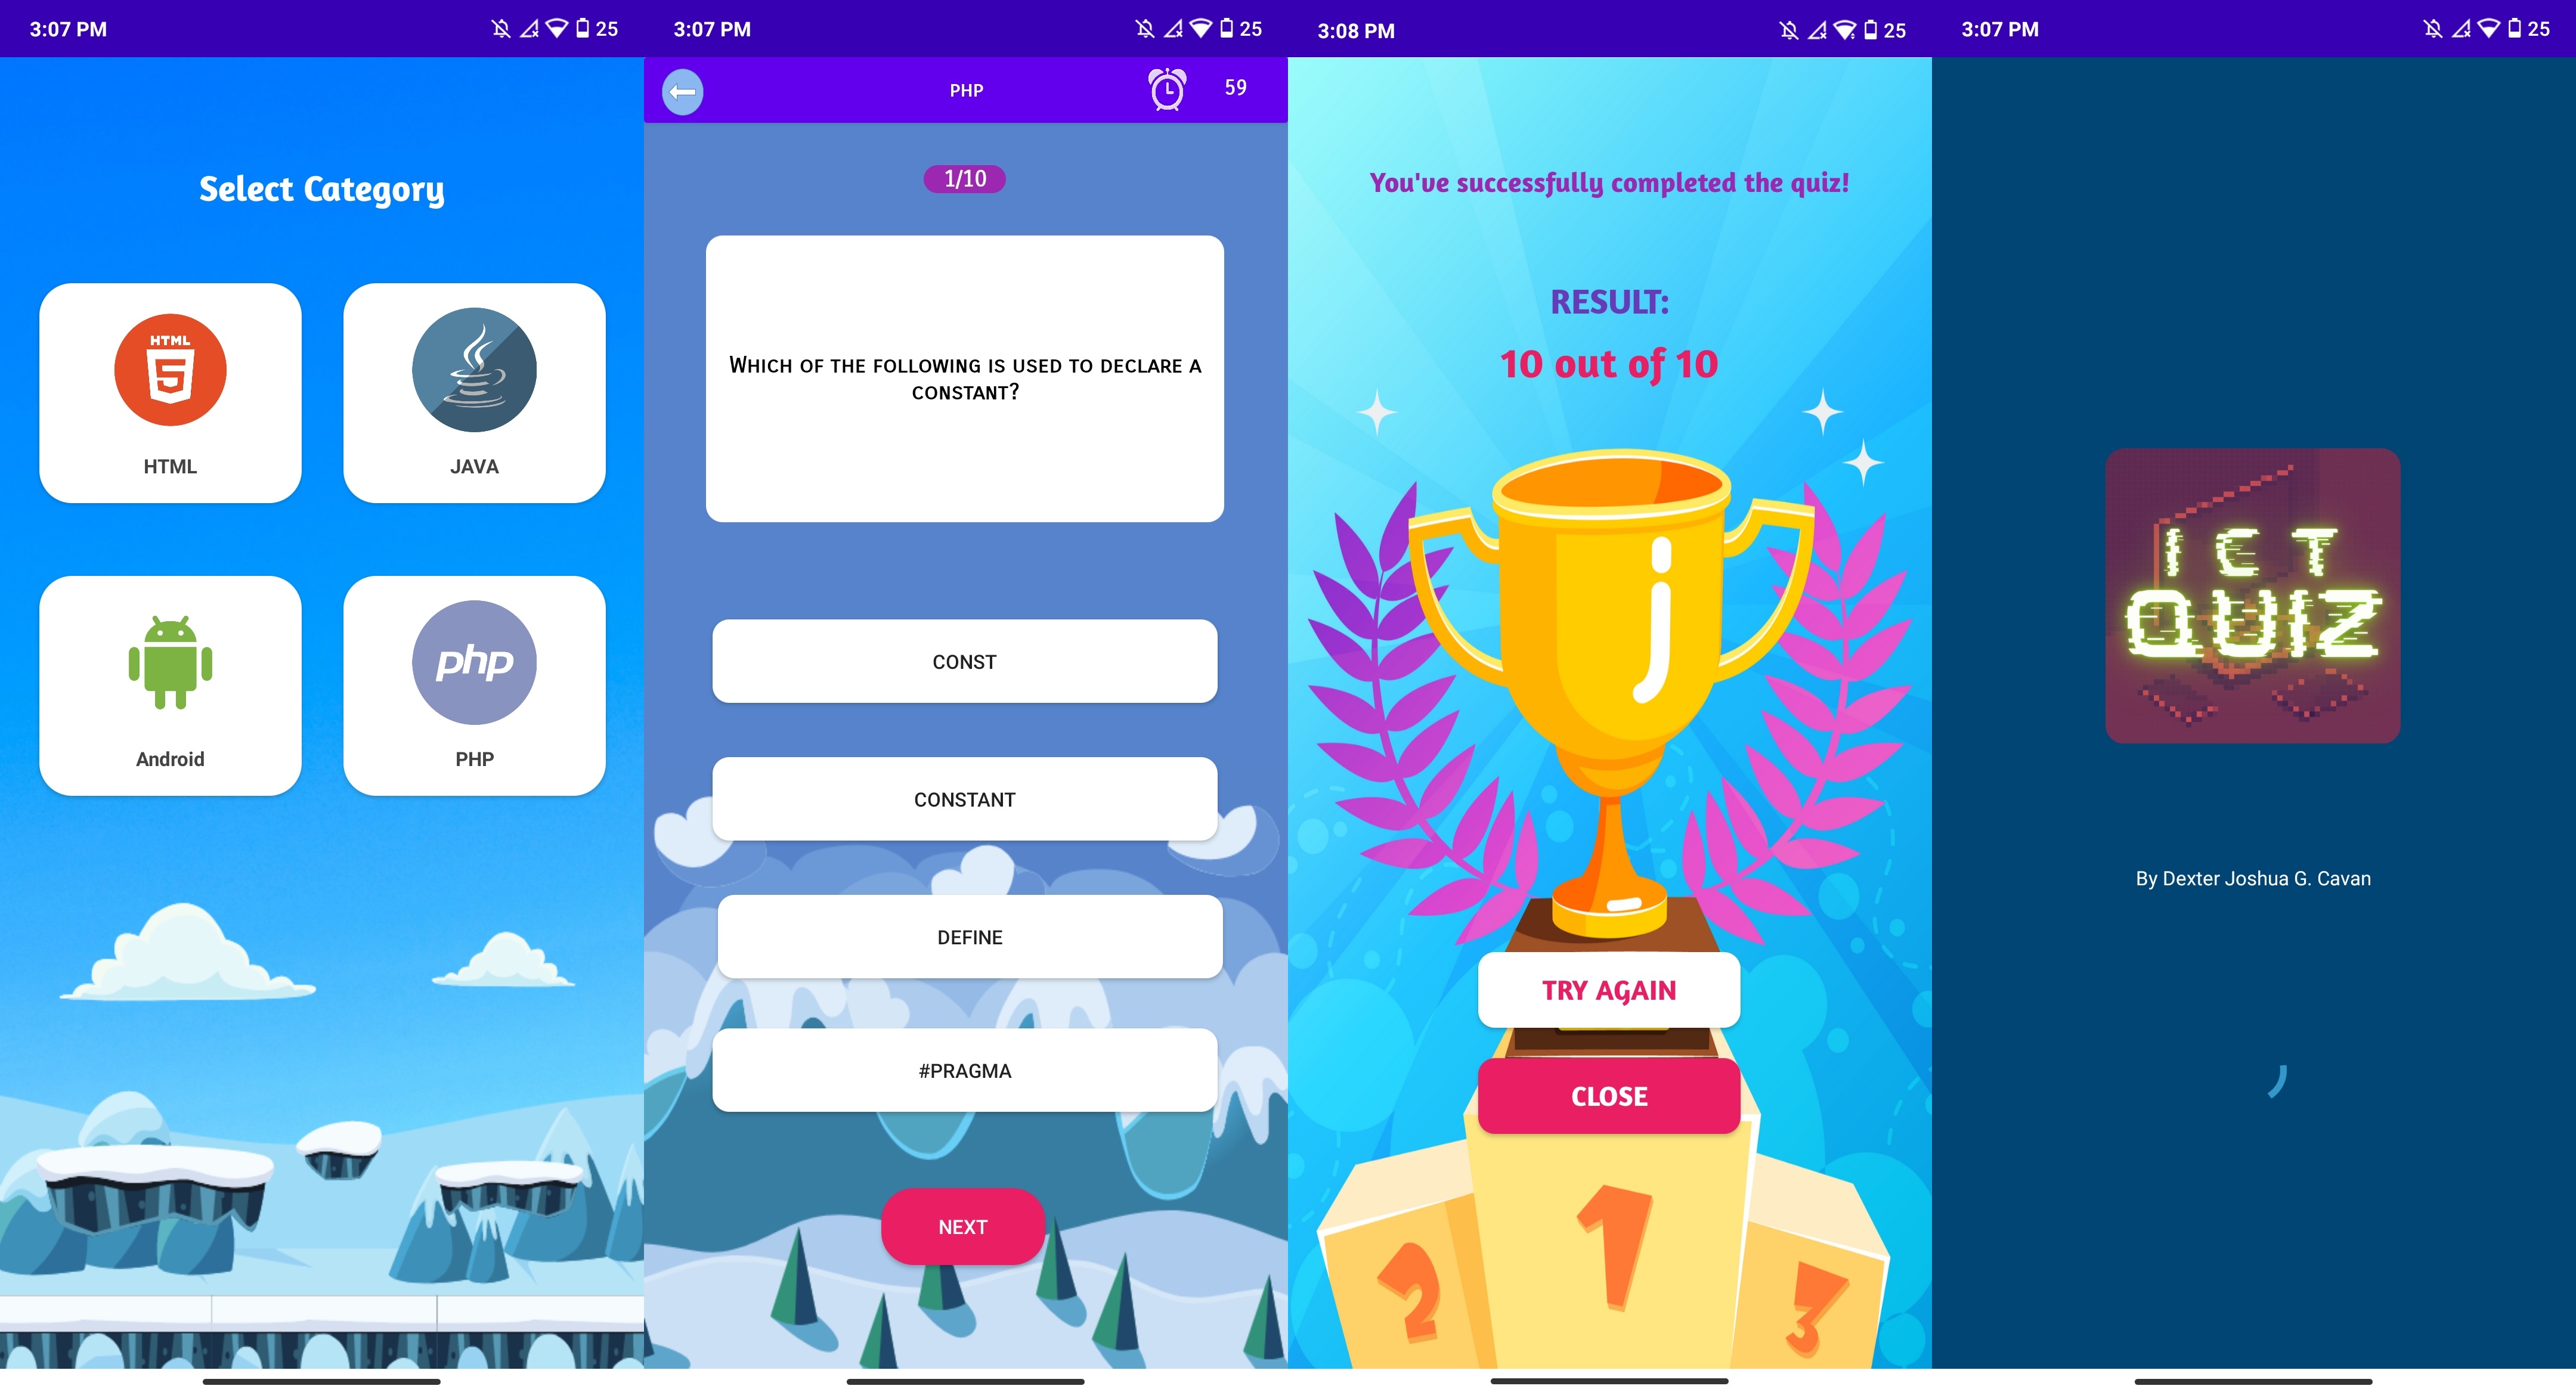 3:07 PM
25
Select Category
HTML
5
HTML
JAVA
Android
php
PHP
3:07 PM
25
PHP
59
1/10
WHICH OF THE FOLLOWING IS USED TO DECLARE A
CONSTANT?
CONST
CONSTANT
DEFINE
#PRAGMA
NEXT
3:08 PM
25
You've successfully completed the quiz!
RESULT:
10 out of 10
TRY AGAIN
CLOSE
1
2
3
3:07 PM
25
ICT
QUIZ
By Dexter Joshua G. Cavan